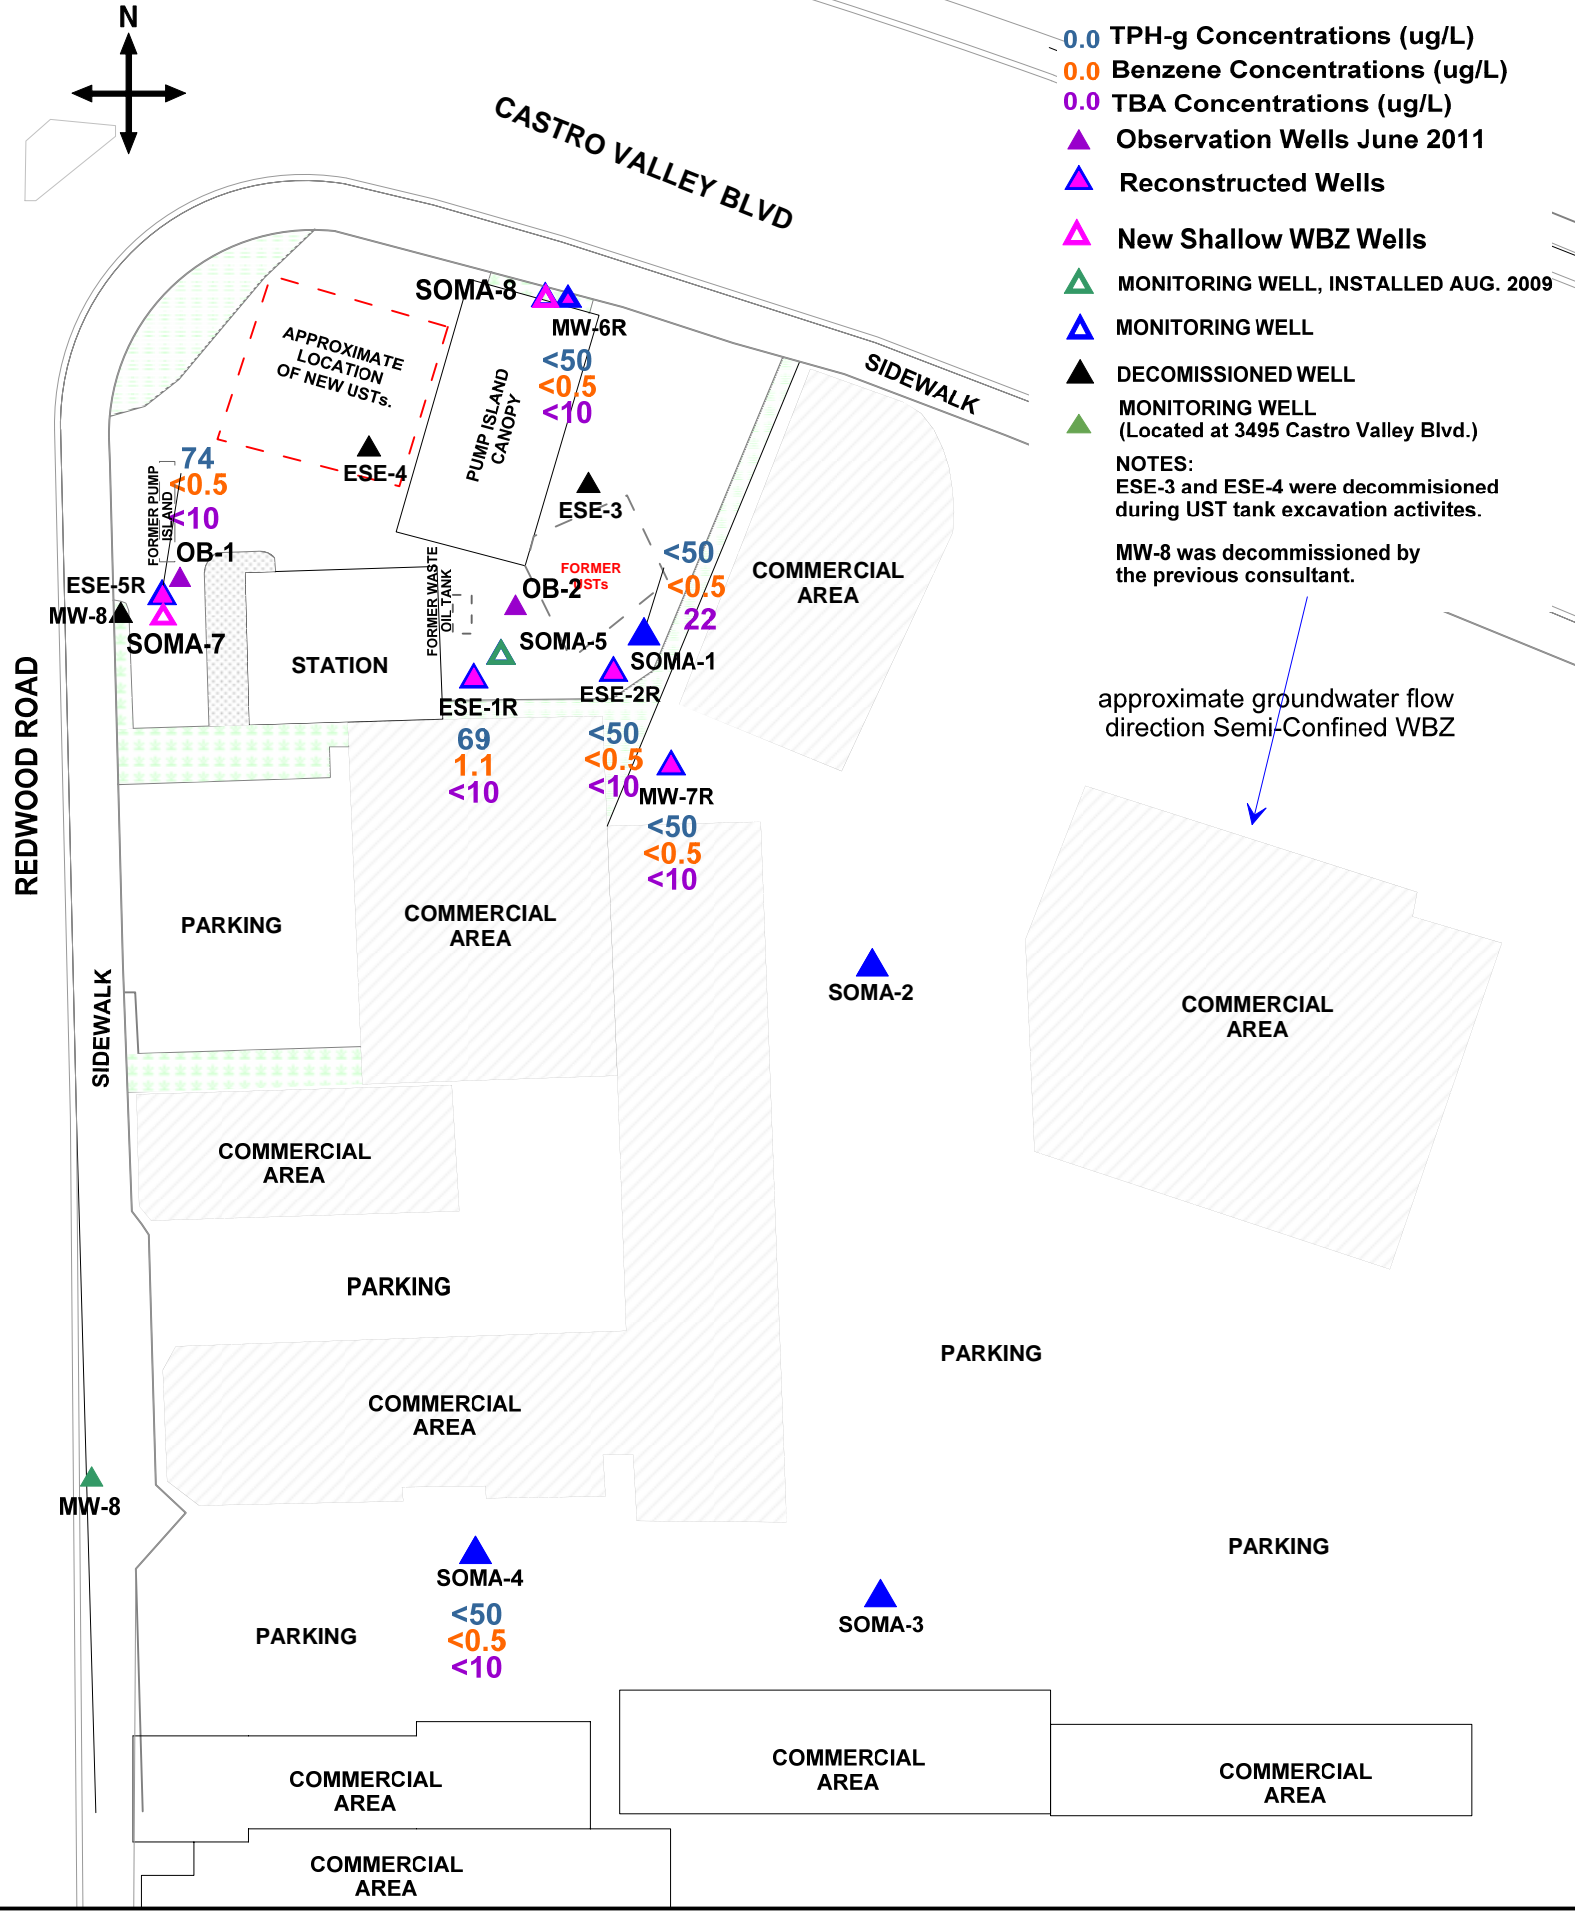 N
CASTRO VALLEY BLVD
0.0 TPH-g Concentrations (ug/L)
0.0 Benzene Concentrations (ug/L)
0.0 TBA Concentrations (ug/L)
Observation Wells June 2011
Reconstructed Wells
New Shallow WBZ Wells
MONITORING WELL, INSTALLED AUG. 2009
MONITORING WELL
DECOMISSIONED WELL
MONITORING WELL
(Located at 3495 Castro Valley Blvd.)
NOTES:
ESE-3 and ESE-4 were decommisioned
during UST tank excavation activites.
MW-8 was decommissioned by
the previous consultant.
approximate groundwater flow
direction Semi-Confined WBZ
SIDEWALK
SOMA-8
MW-6R
<50
<0.5
<10
APPROXIMATE
LOCATION
OF NEW USTs.
PUMP ISLAND
CANOPY
ESE-4
ESE-3
74
<0.5
<10
FORMER PUMP
ISLAND
OB-1
ESE-5R
MW-8
SOMA-7
STATION
FORMER WASTE
OIL TANK
FORMER
USTs
OB-2
SOMA-5
<50
<0.5
22
SOMA-1
ESE-2R
ESE-1R
69
1.1
<10
<50
<0.5
<10
MW-7R
<50
<0.5
<10
COMMERCIAL
AREA
REDWOOD ROAD
PARKING
COMMERCIAL
AREA
SOMA-2
COMMERCIAL
AREA
SIDEWALK
COMMERCIAL
AREA
PARKING
PARKING
COMMERCIAL
AREA
MW-8
SOMA-4
<50
<0.5
<10
PARKING
SOMA-3
PARKING
COMMERCIAL
AREA
COMMERCIAL
AREA
COMMERCIAL
AREA
COMMERCIAL
AREA